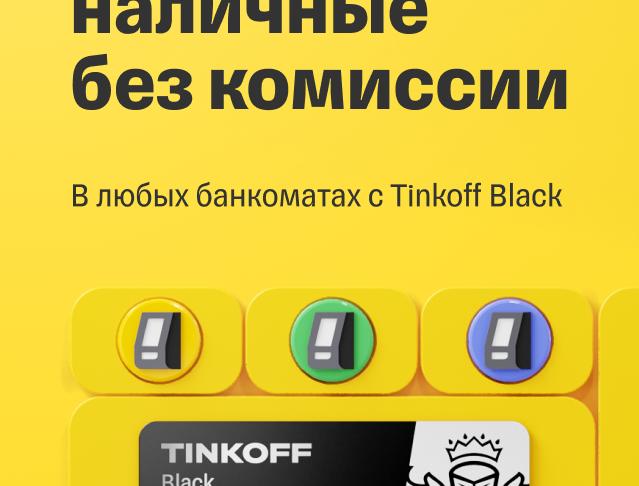 наличные
без комиссии
В любых банкоматах с Tinkoff Black
TINKOFF
Black